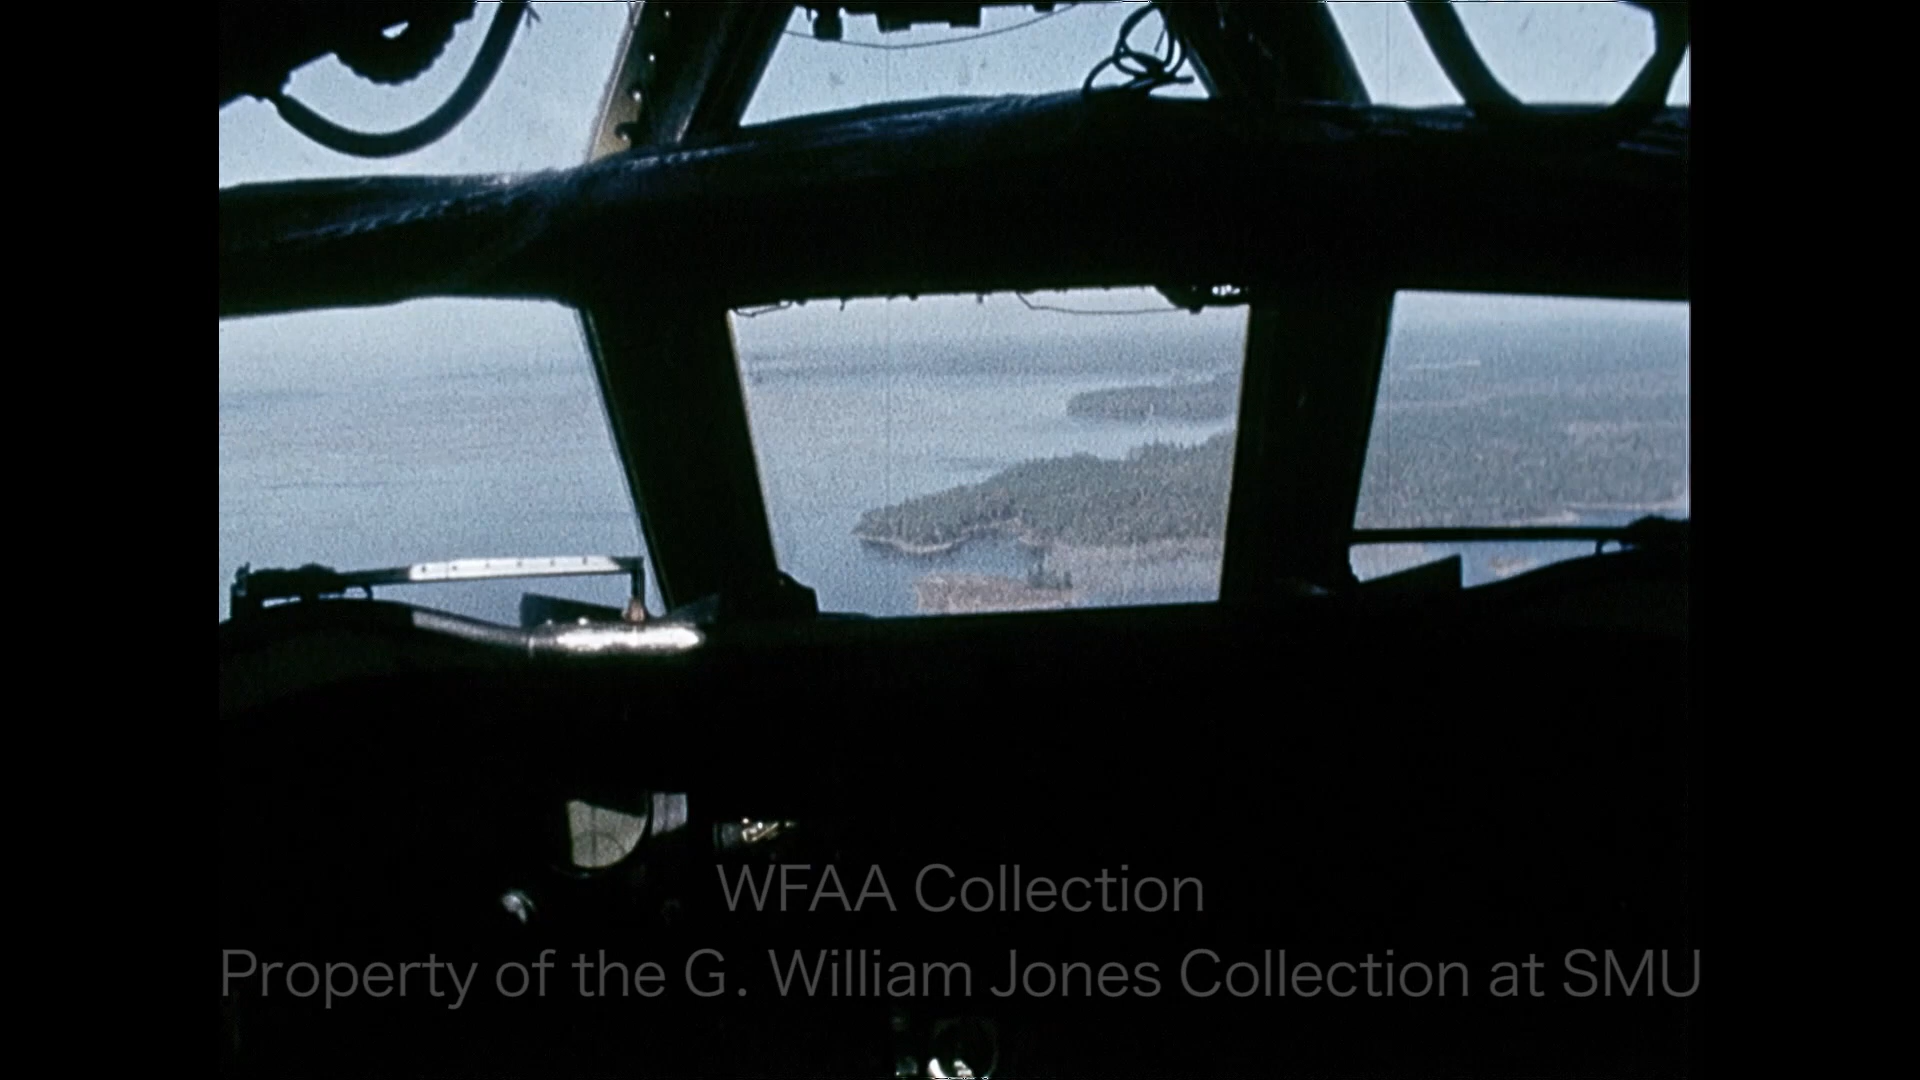 WFAA Collection
Property of the G. William Jones Collection at SMU